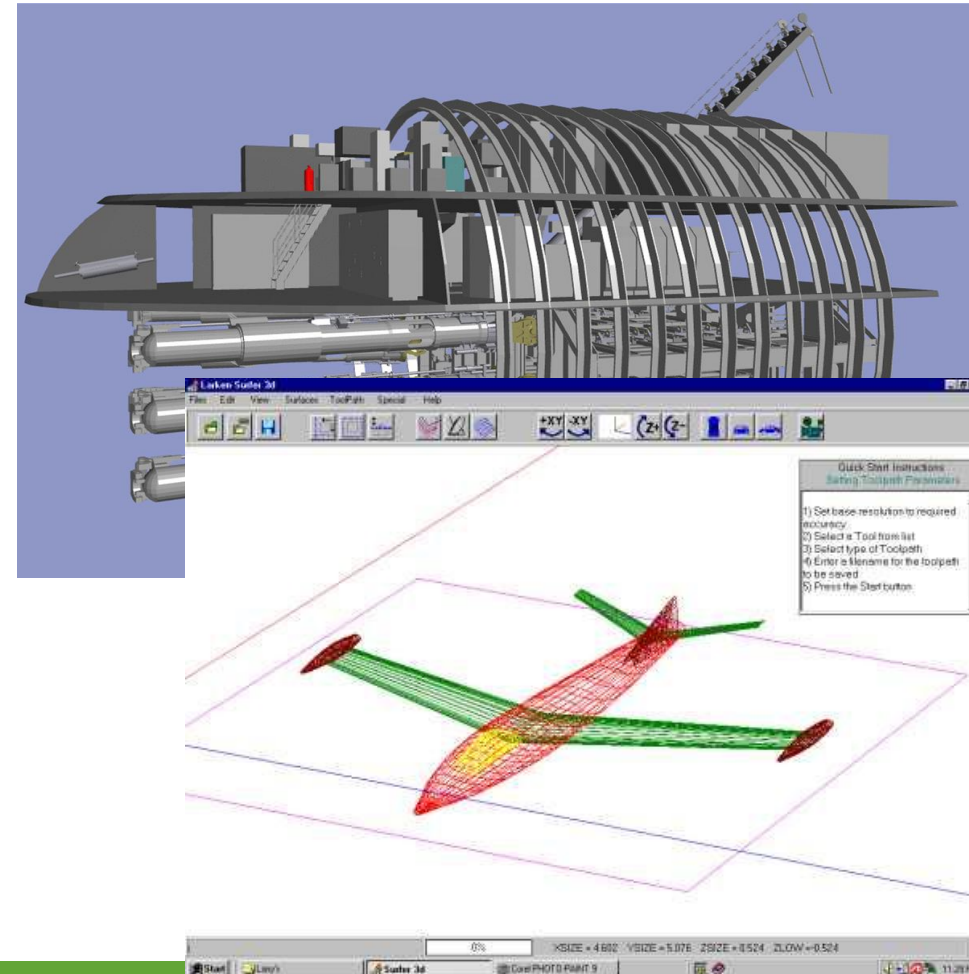 Larken Surfer 3d
Files Edit View Surfaces ToolPath Special Help
+XY -XY Z+ Z-
Quick Start Instructions
Setting Toolpath Parameters
1) Set base resolution to required
accuracy
2) Select a Tool from list
3) Select type of Toolpath
4) Enter a filename for the toolpath
to be saved
5) Press the Start button
0% XSIZE = 4.602 YSIZE = 5.076 ZSIZE = 0.524 ZLOW =-0.524
Start Larry's Surfer 3d Corel PHOTO-PAINT 9